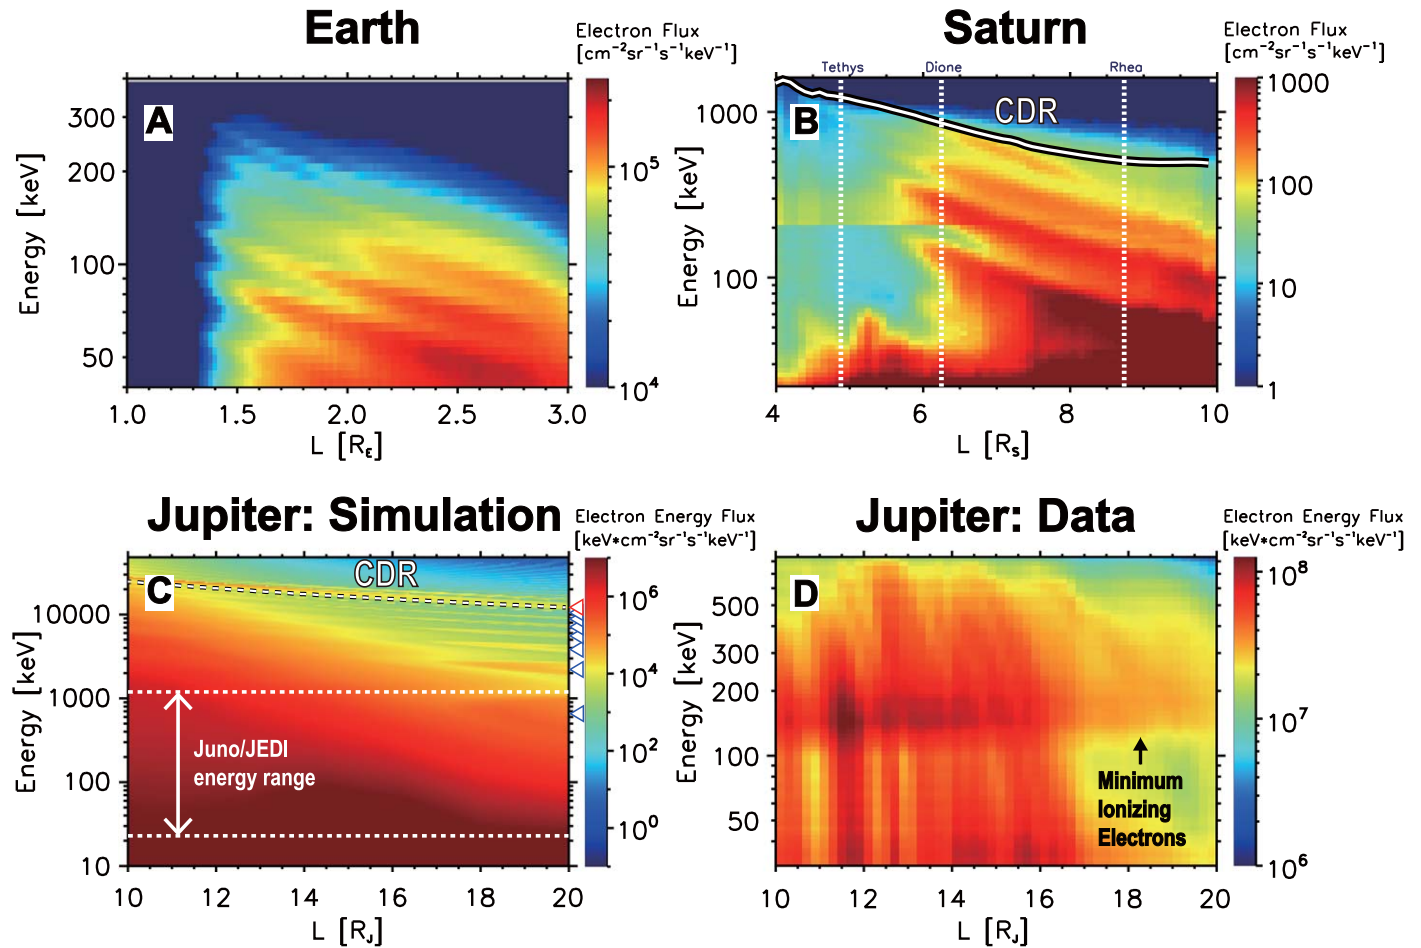 Earth
Electron Flux
[cm⁻²sr⁻¹s⁻¹keV⁻¹]
A
300
200
100
50
Energy [keV]
1.0 1.5 2.0 2.5 3.0
L [R_E]
10⁵
10⁴
Saturn
Electron Flux
[cm⁻²sr⁻¹s⁻¹keV⁻¹]
Tethys Dione Rhea
B
CDR
1000
100
Energy [keV]
4 6 8 10
L [R_S]
1000
100
10
1
Jupiter: Simulation
Electron Energy Flux
[keV*cm⁻²sr⁻¹s⁻¹keV⁻¹]
C
CDR
10000
1000
100
10
Energy [keV]
Juno/JEDI
energy range
10 12 14 16 18 20
L [R_J]
10⁶
10⁴
10²
10⁰
Jupiter: Data
Electron Energy Flux
[keV*cm⁻²sr⁻¹s⁻¹keV⁻¹]
D
500
300
200
100
50
Energy [keV]
Minimum
Ionizing
Electrons
10 12 14 16 18 20
L [R_J]
10⁸
10⁷
10⁶